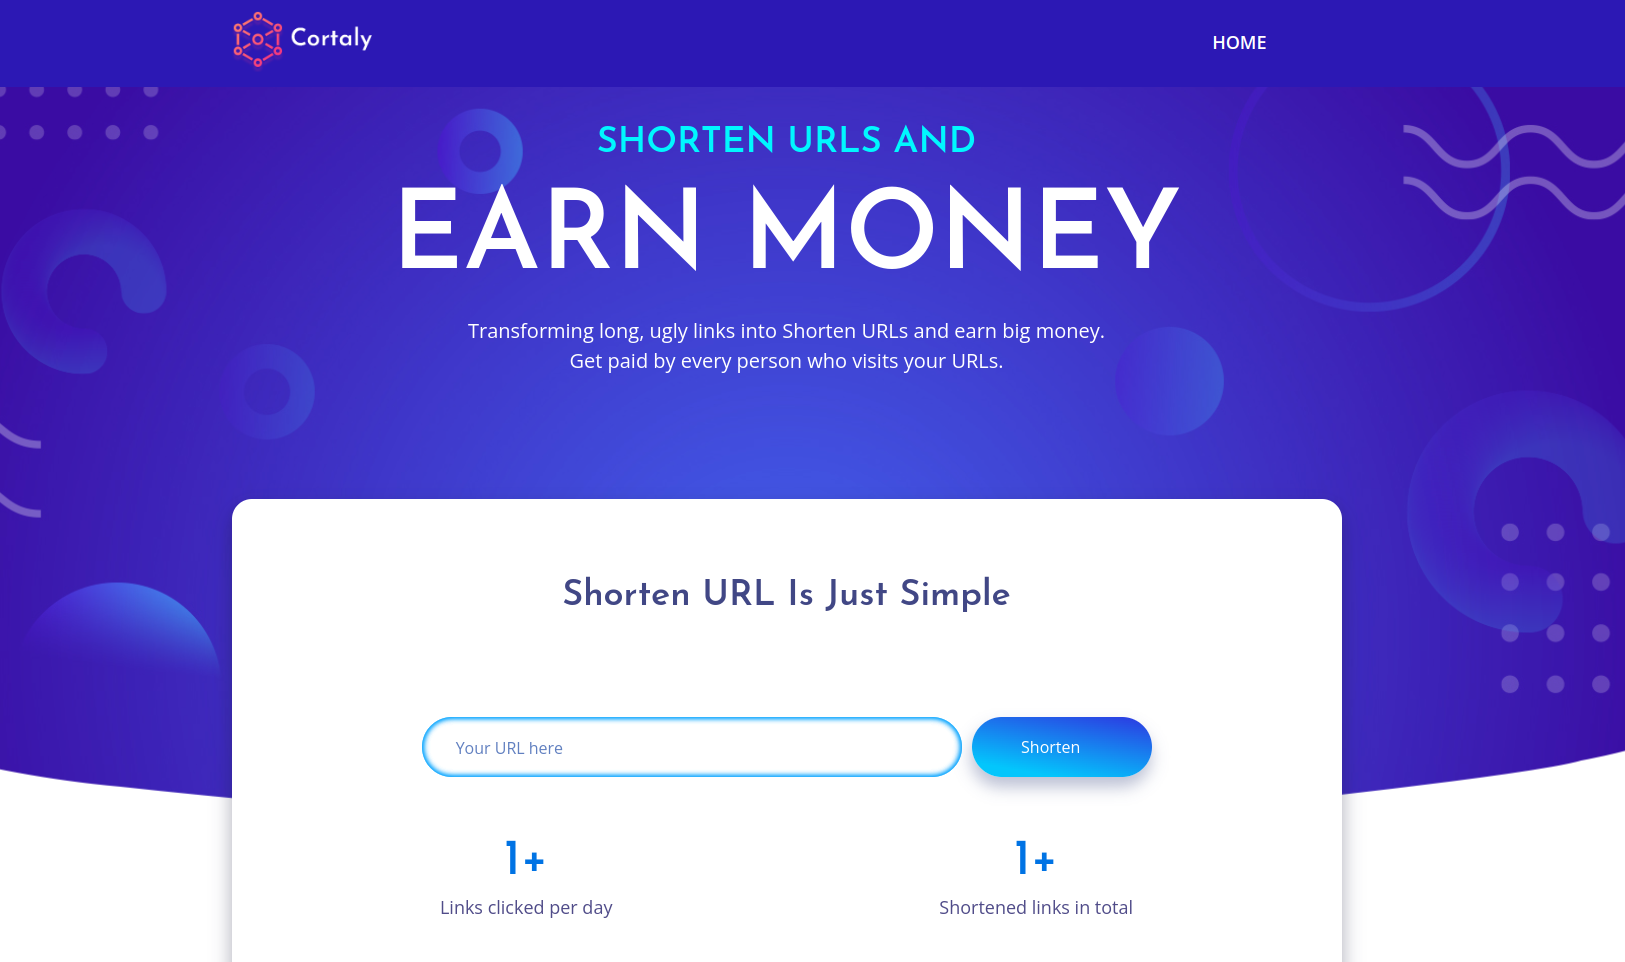 Cortaly
HOME
SHORTEN URLS AND
EARN MONEY
Transforming long, ugly links into Shorten URLs and earn big money.
Get paid by every person who visits your URLs.
Shorten URL Is Just Simple
Your URL here
Shorten
1+
1+
Links clicked per day
Shortened links in total